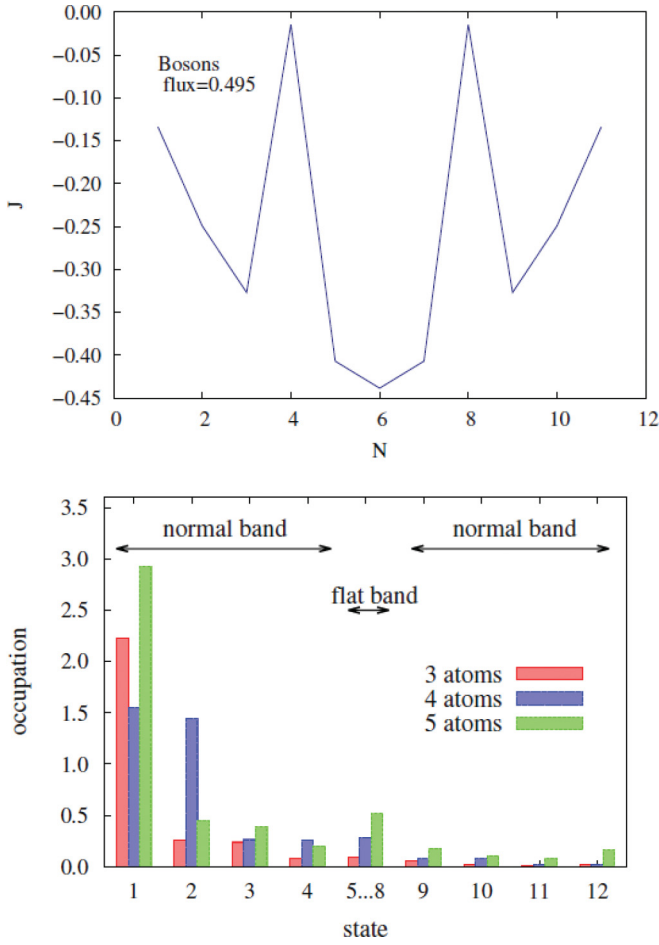 0.00
−0.05
−0.10
−0.15
−0.20
−0.25
−0.30
−0.35
−0.40
−0.45
J
Bosons
flux=0.495
0 2 4 6 8 10 12
N
3.5
3.0
2.5
2.0
1.5
1.0
0.5
0.0
occupation
normal band normal band
flat band
3 atoms
4 atoms
5 atoms
1 2 3 4 5...8 9 10 11 12
state